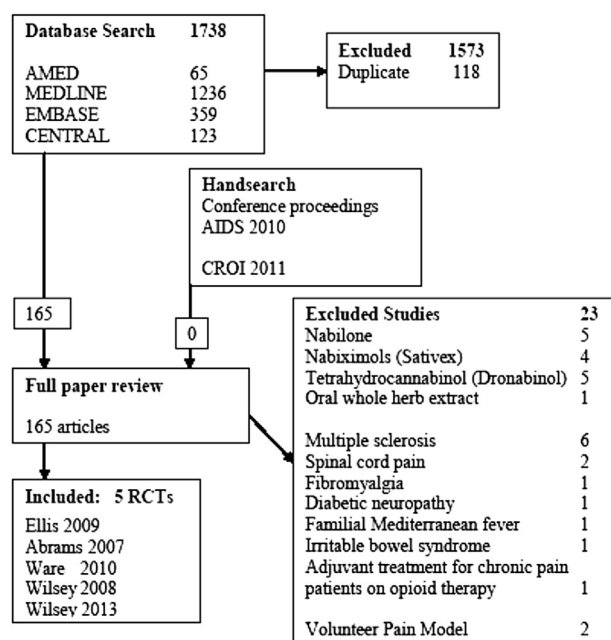 Database Search 1738
AMED 65
MEDLINE 1236
EMBASE 359
CENTRAL 123
Excluded 1573
Duplicate 118
Handsearch
Conference proceedings
AIDS 2010
CROI 2011
165
0
Full paper review
165 articles
Included: 5 RCTs
Ellis 2009
Abrams 2007
Ware 2010
Wilsey 2008
Wilsey 2013
Excluded Studies 23
Nabilone 5
Nabiximols (Sativex) 4
Tetrahydrocannabinol (Dronabinol) 5
Oral whole herb extract 1
Multiple sclerosis 6
Spinal cord pain 2
Fibromyalgia 1
Diabetic neuropathy 1
Familial Mediterranean fever 1
Irritable bowel syndrome 1
Adjuvant treatment for chronic pain
patients on opioid therapy 1
Volunteer Pain Model 2